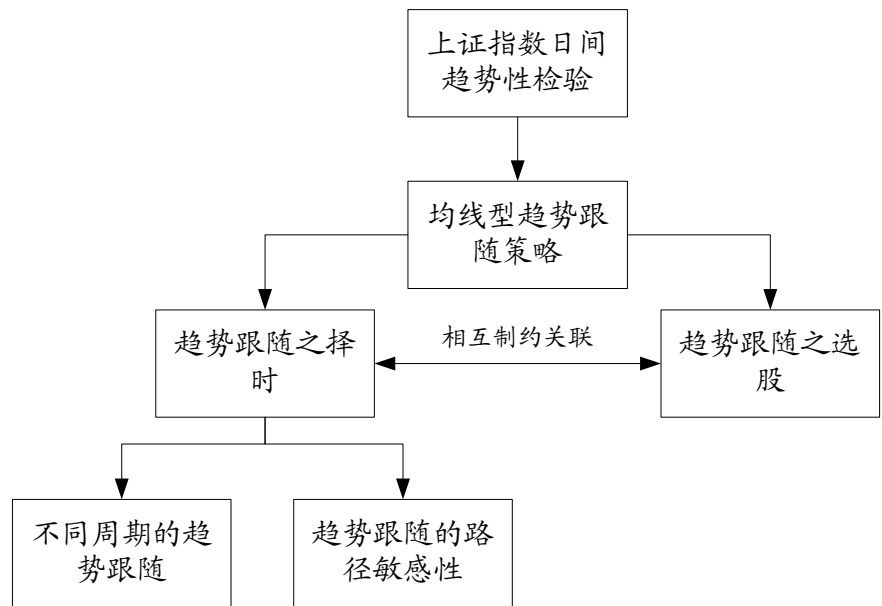 上证指数日间
趋势性检验
均线型趋势跟
随策略
趋势跟随之择
时
相互制约关联
趋势跟随之选
股
不同周期的趋
势跟随
趋势跟随的路
径敏感性